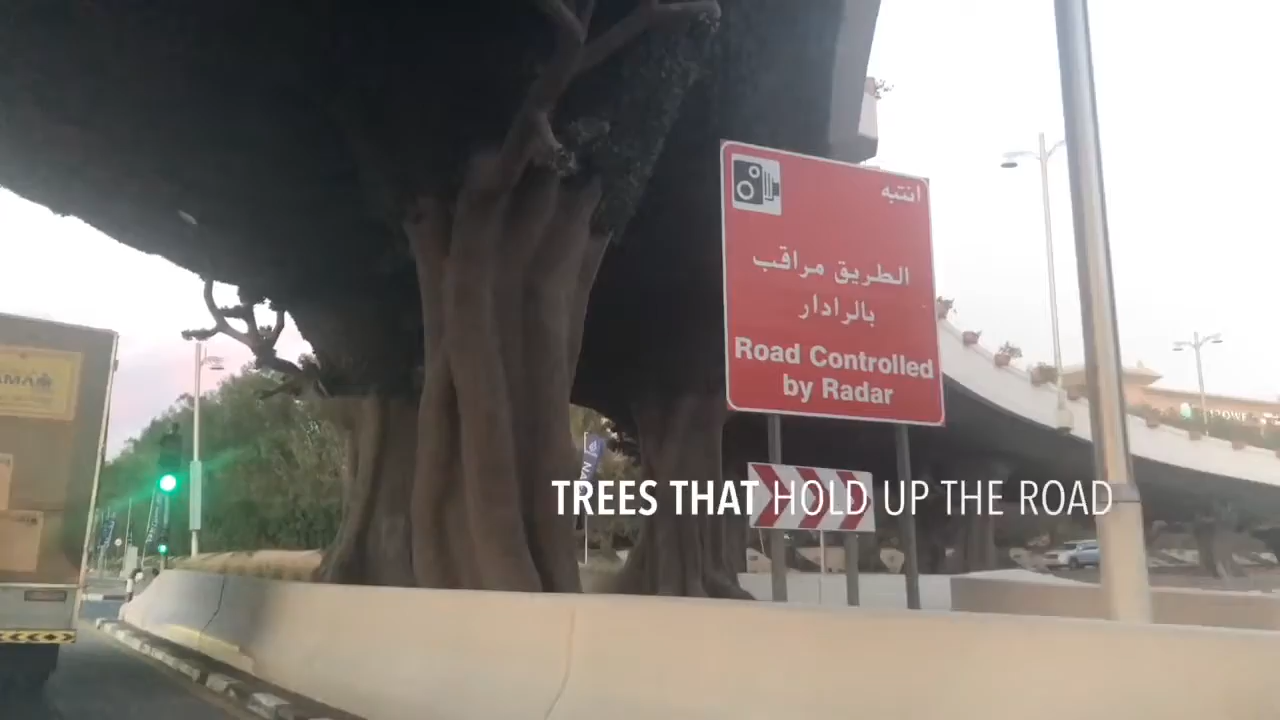 انتبه
الطريق مراقب
بالرادار
Road Controlled
by Radar
TREES THAT HOLD UP THE ROAD